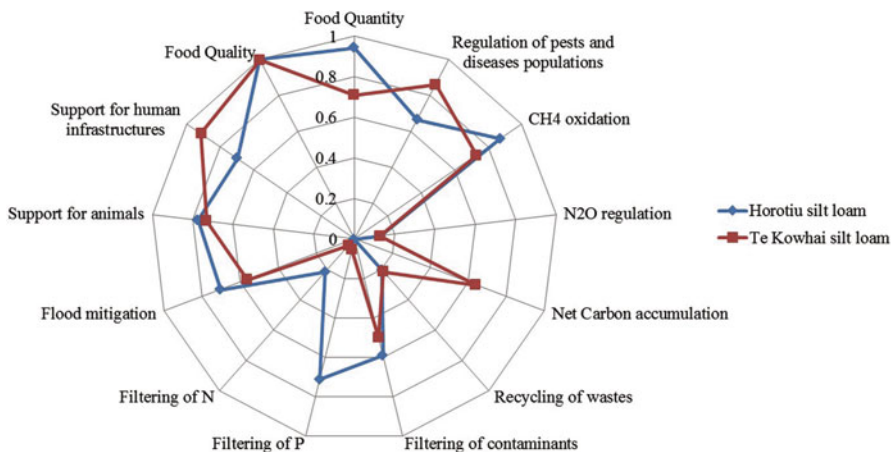 Food Quantity
1
Regulation of pests and
diseases populations
Food Quality
0.8
Support for human
infrastructures
0.6
CH4 oxidation
0.4
Support for animals
0.2
N2O regulation
0
Horotiu silt loam
Te Kowhai silt loam
Flood mitigation
Net Carbon accumulation
Filtering of N
Recycling of wastes
Filtering of P
Filtering of contaminants